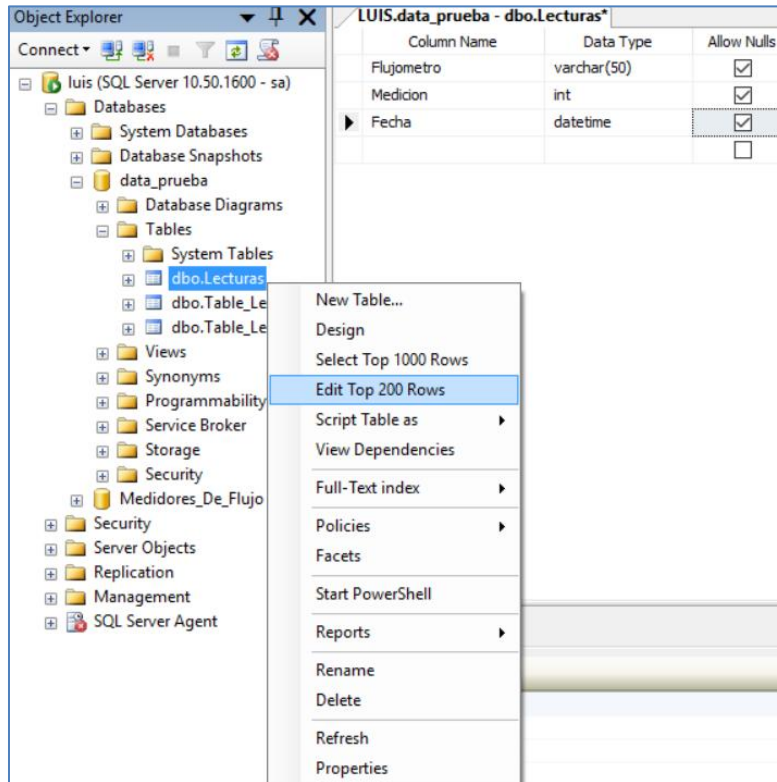 Object Explorer
Connect
luis (SQL Server 10.50.1600 - sa)
Databases
System Databases
Database Snapshots
data_prueba
Database Diagrams
Tables
System Tables
dbo.Lecturas
dbo.Table_Le
dbo.Table_Le
Views
Synonyms
Programmability
Service Broker
Storage
Security
Medidores_De_Flujo
Security
Server Objects
Replication
Management
SQL Server Agent
LUIS.data_prueba - dbo.Lecturas*
Column Name Data Type Allow Nulls
Flujometro varchar(50)
Medicion int
Fecha datetime
New Table...
Design
Select Top 1000 Rows
Edit Top 200 Rows
Script Table as
View Dependencies
Full-Text index
Policies
Facets
Start PowerShell
Reports
Rename
Delete
Refresh
Properties